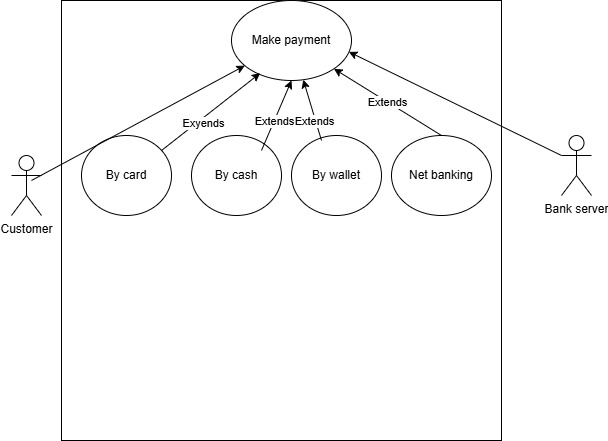 Make payment
Extends
Exyends
Extends
Extends
By card
By cash
By wallet
Net banking
Customer
Bank server